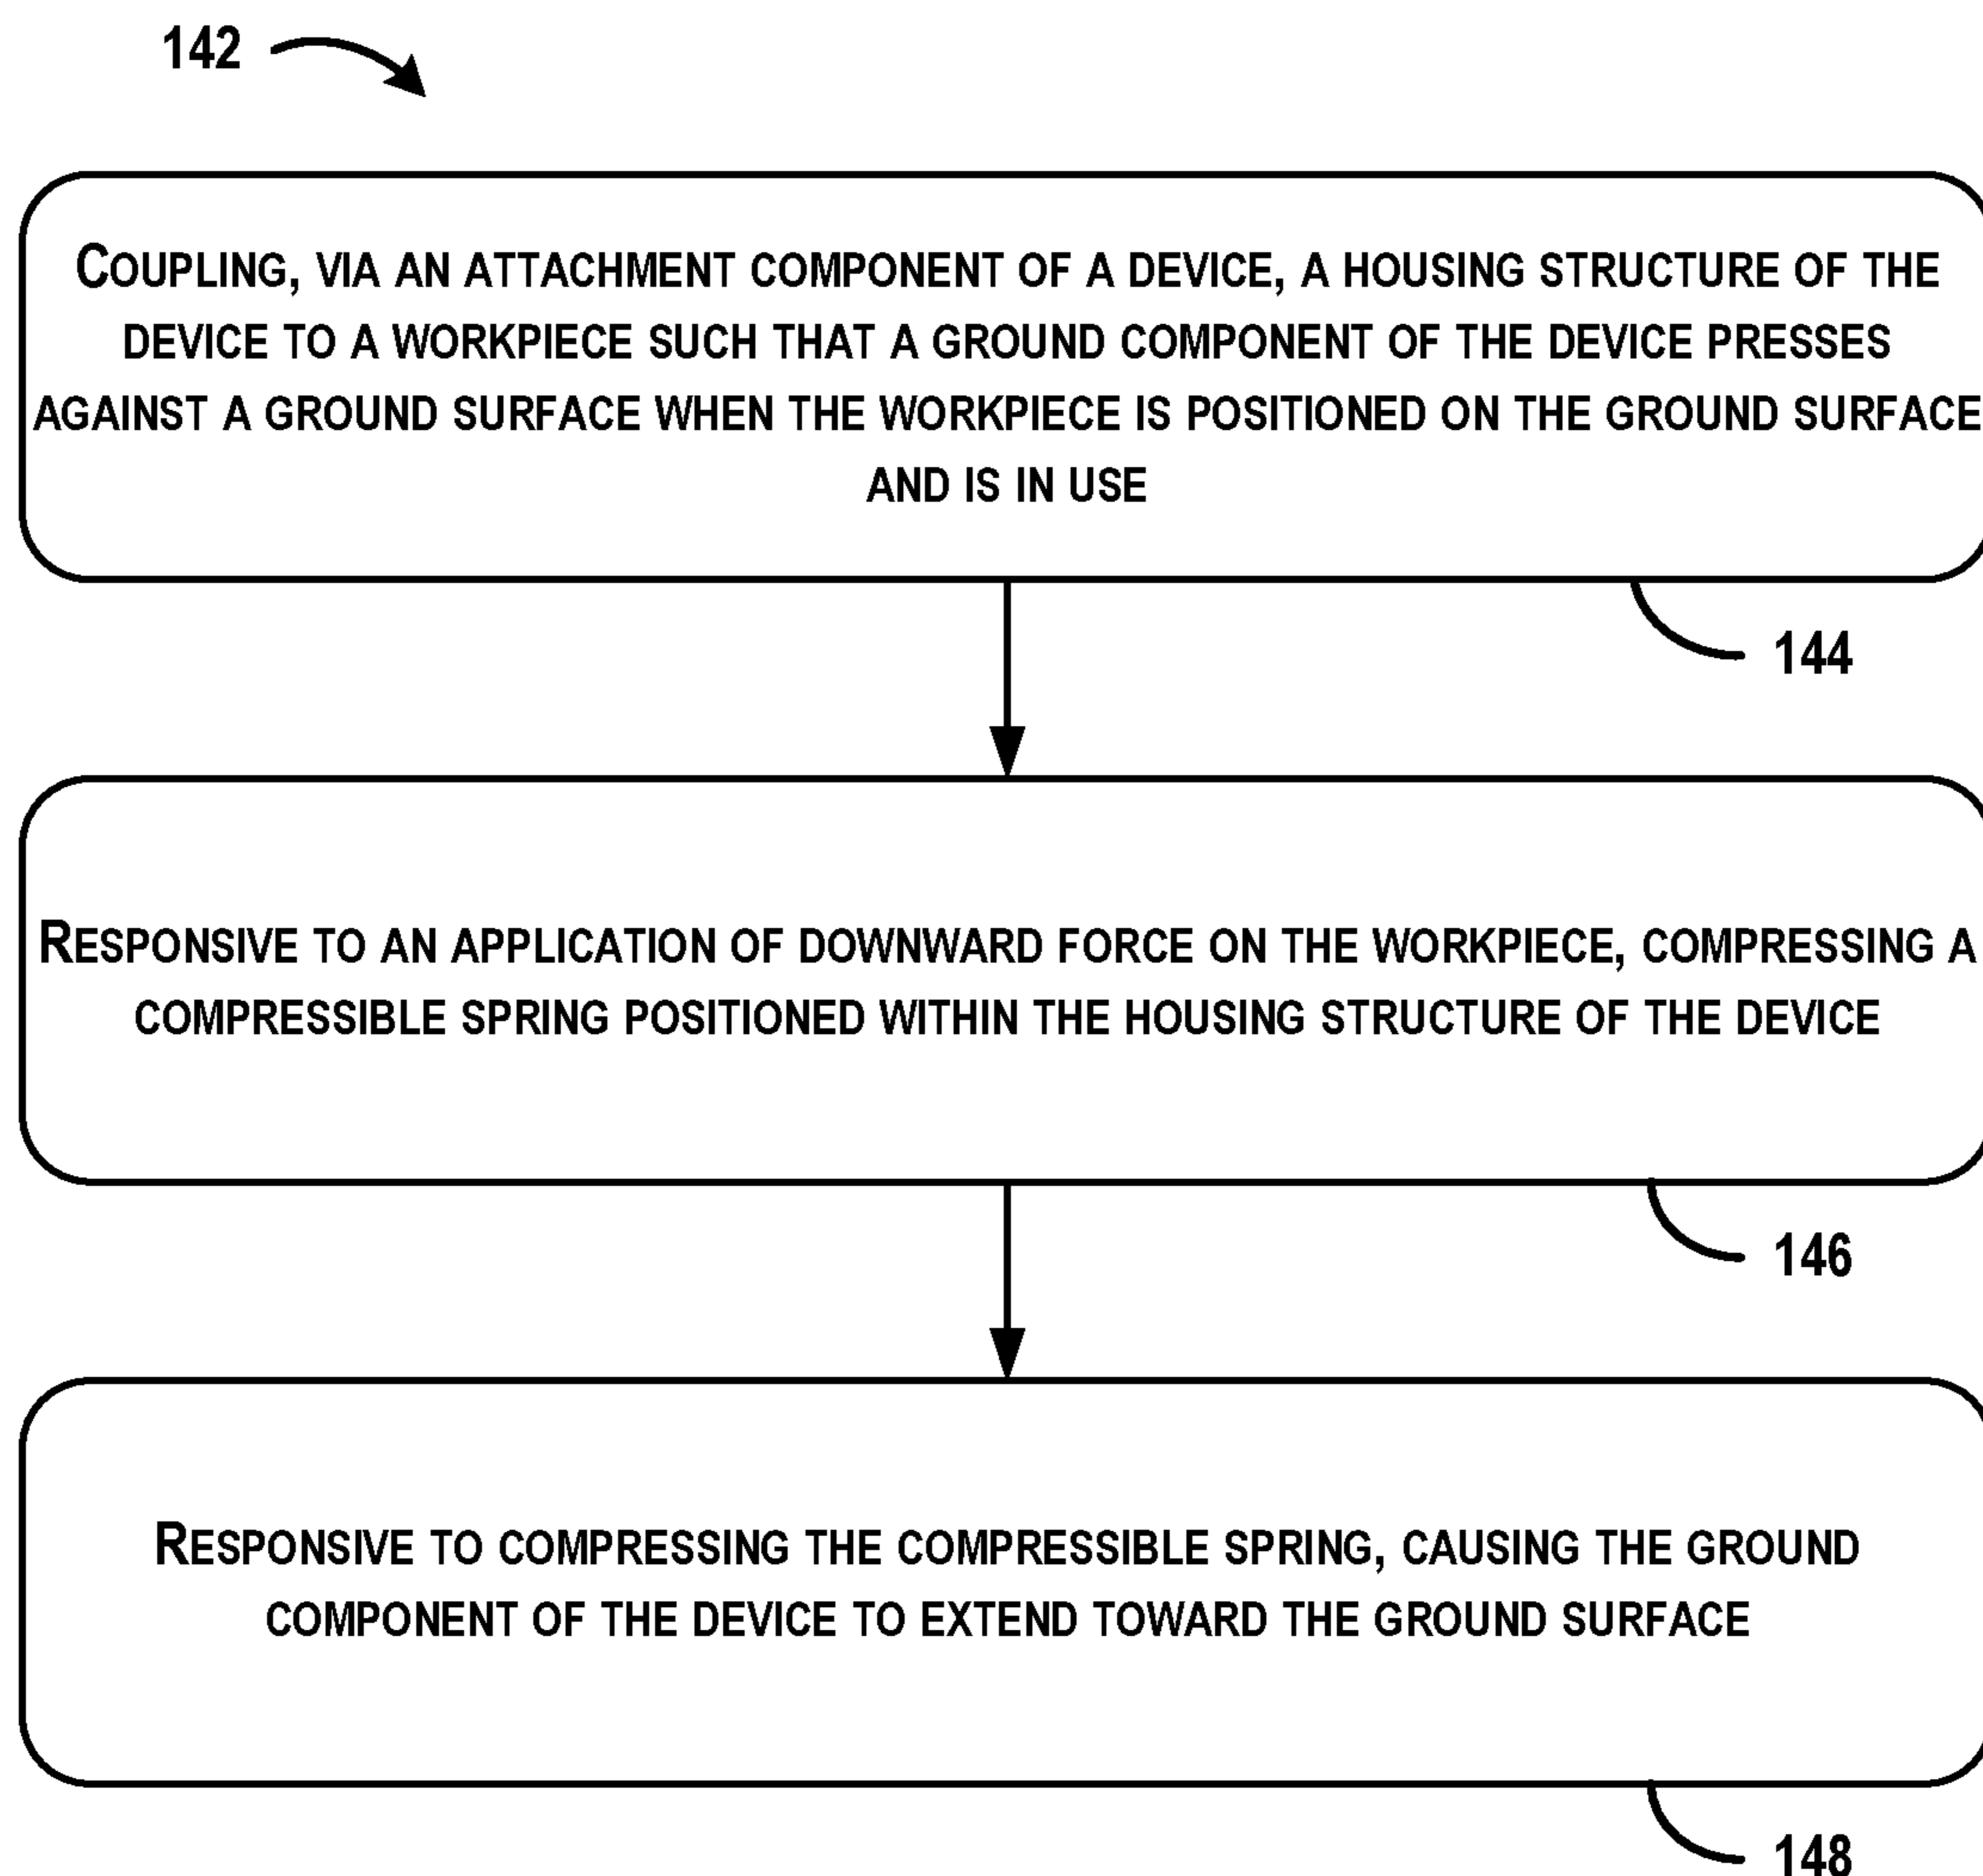 142
COUPLING, VIA AN ATTACHMENT COMPONENT OF A DEVICE, A HOUSING STRUCTURE OF THE
DEVICE TO A WORKPIECE SUCH THAT A GROUND COMPONENT OF THE DEVICE PRESSES
AGAINST A GROUND SURFACE WHEN THE WORKPIECE IS POSITIONED ON THE GROUND SURFACE
AND IS IN USE
144
RESPONSIVE TO AN APPLICATION OF DOWNWARD FORCE ON THE WORKPIECE, COMPRESSING A
COMPRESSIBLE SPRING POSITIONED WITHIN THE HOUSING STRUCTURE OF THE DEVICE
146
RESPONSIVE TO COMPRESSING THE COMPRESSIBLE SPRING, CAUSING THE GROUND
COMPONENT OF THE DEVICE TO EXTEND TOWARD THE GROUND SURFACE
148